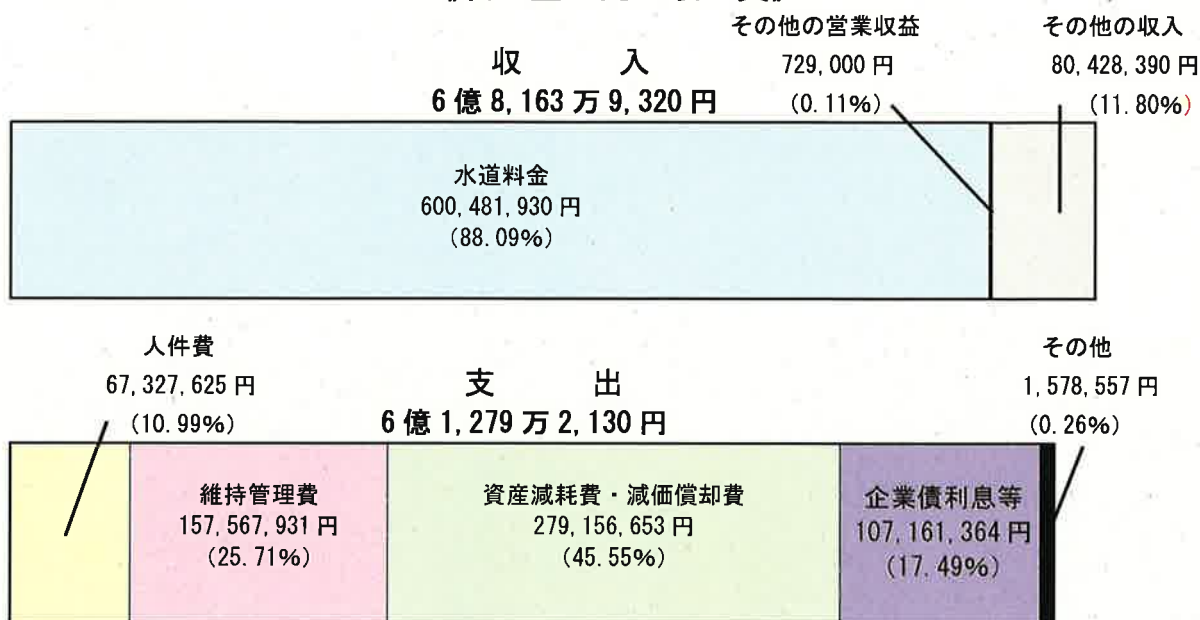 収入
6億8,163万9,320円
その他の営業収益
729,000円
(0.11%)
その他の収入
80,428,390円
(11.80%)
水道料金
600,481,930円
(88.09%)
人件費
67,327,625円
(10.99%)
支出
6億1,279万2,130円
その他
1,578,557円
(0.26%)
維持管理費
157,567,931円
(25.71%)
資産減耗費・減価償却費
279,156,653円
(45.55%)
企業債利息等
107,161,364円
(17.49%)